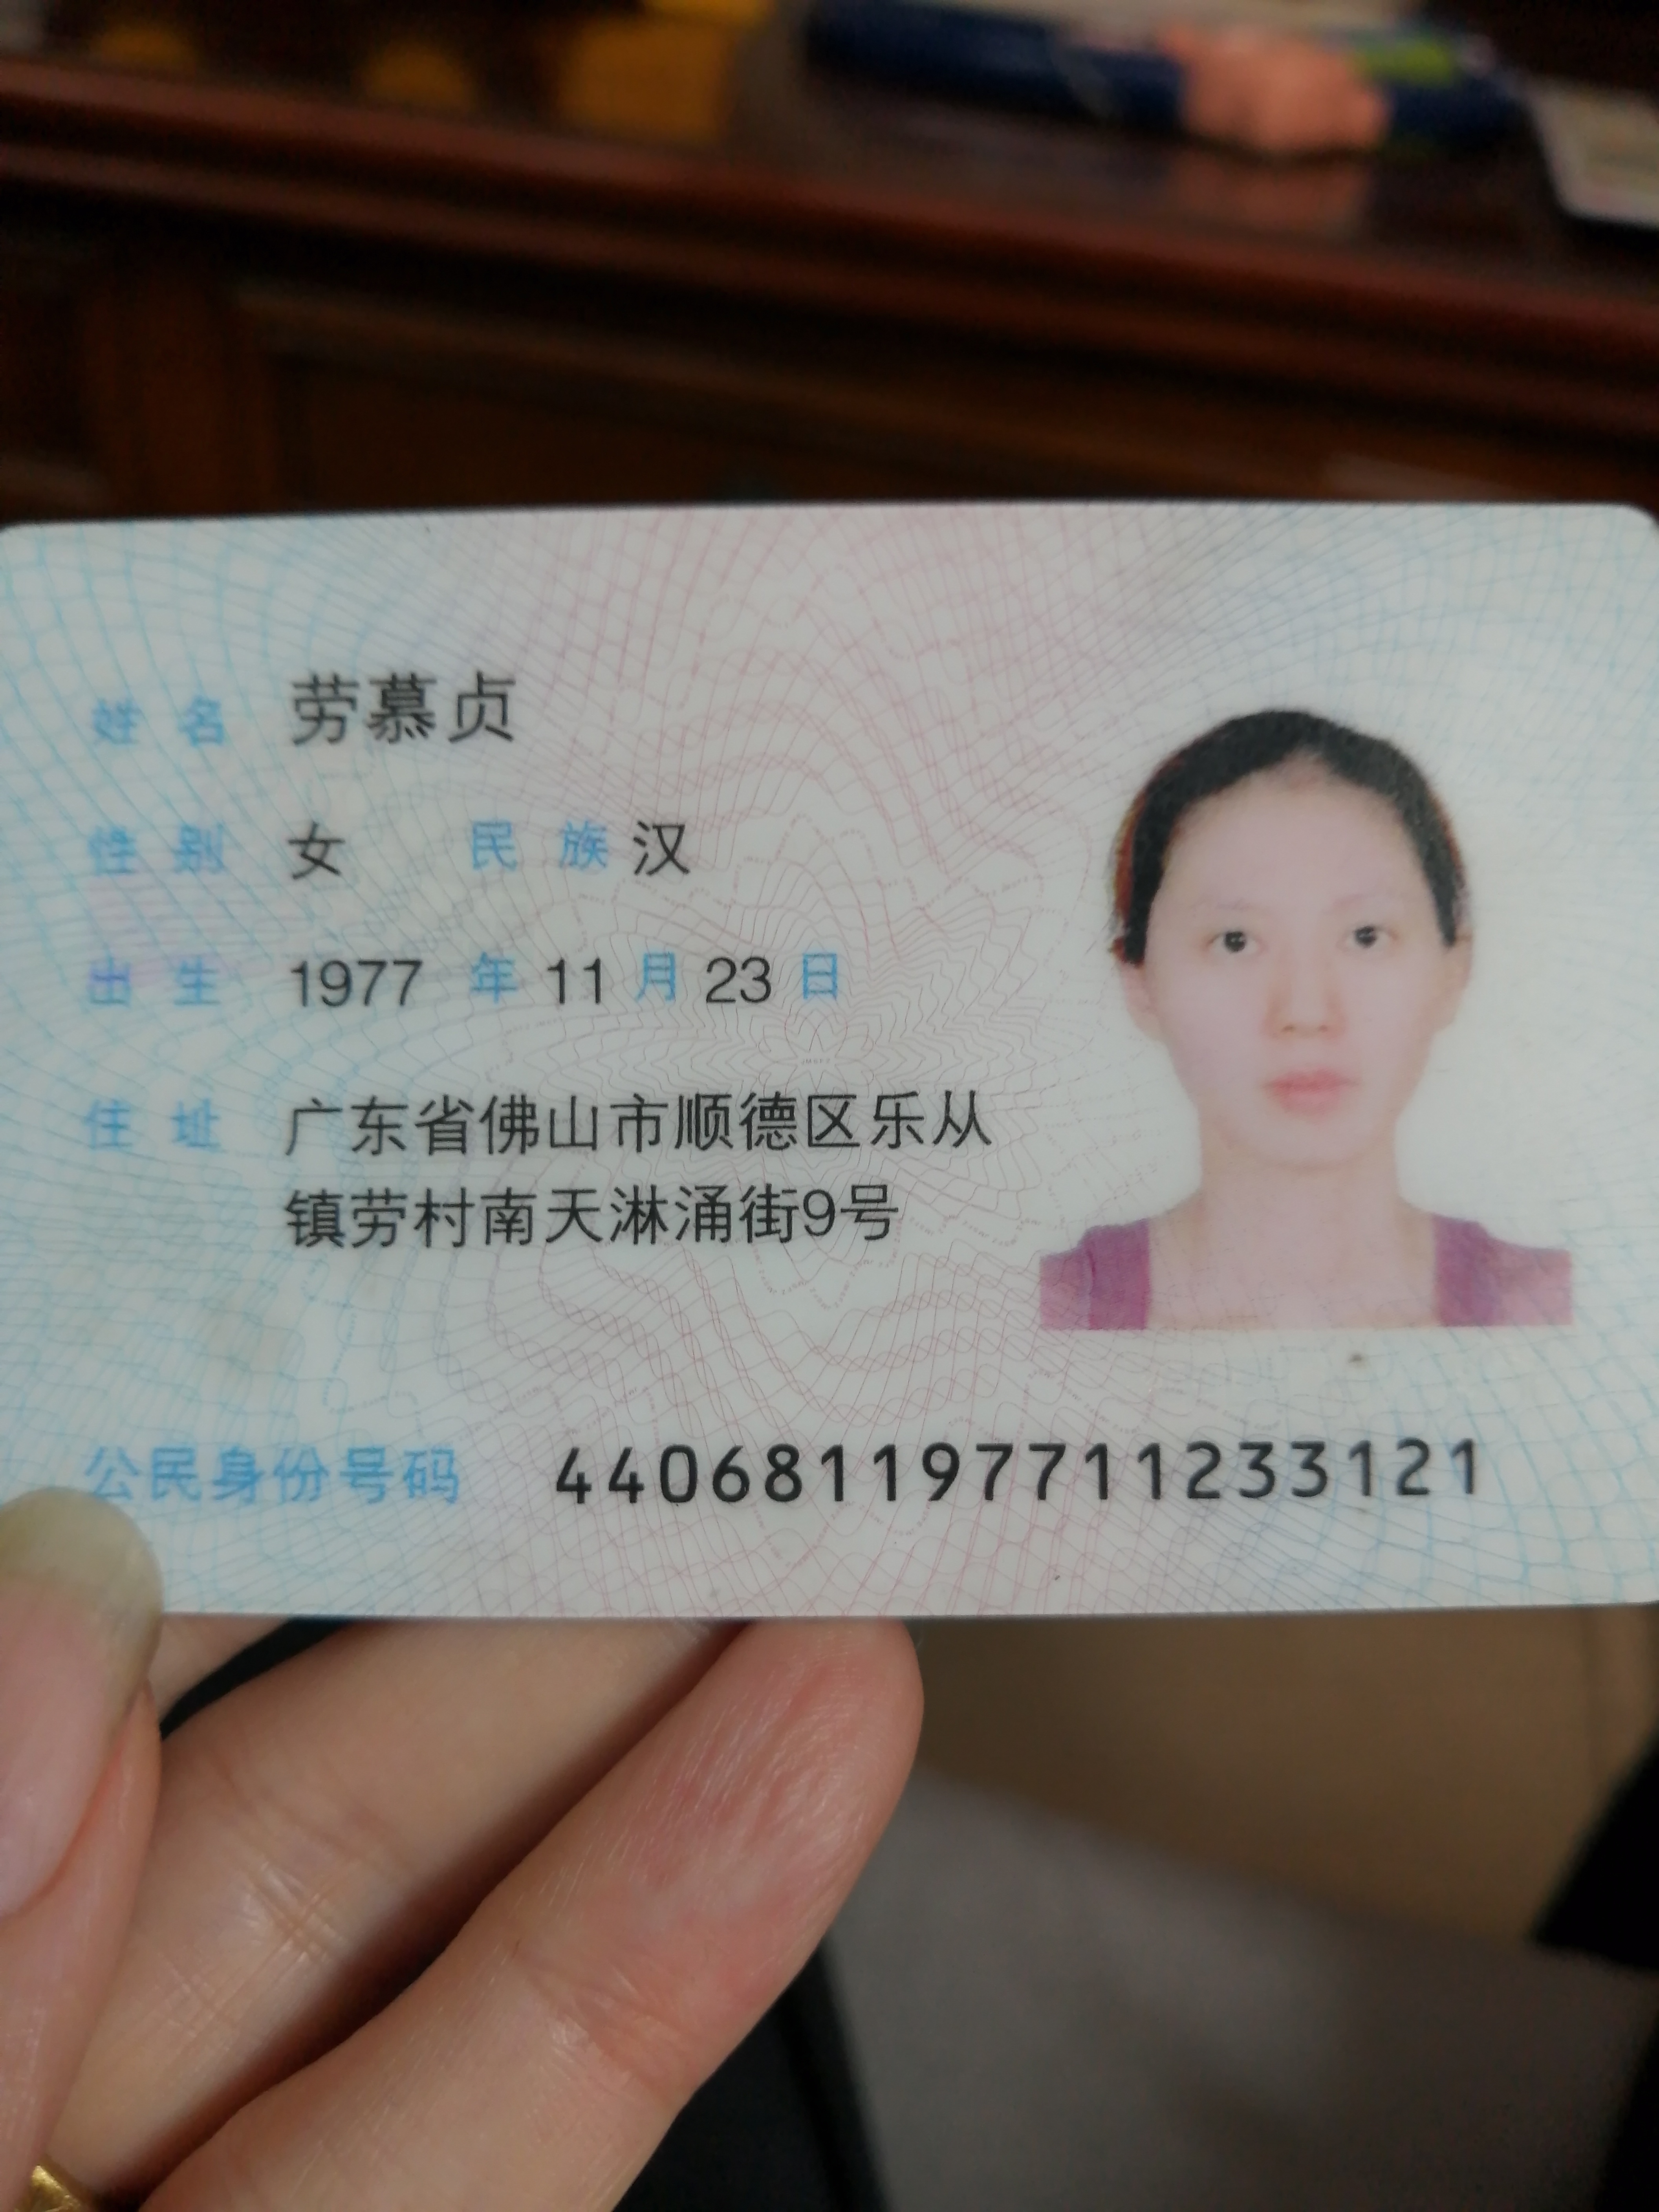 姓名 劳慕贞
性别 女 民族 汉
出生 1977 年 11 月 23 日
住址 广东省佛山市顺德区乐从
镇劳村南天淋涌街9号
公民身份号码 440681197711233121